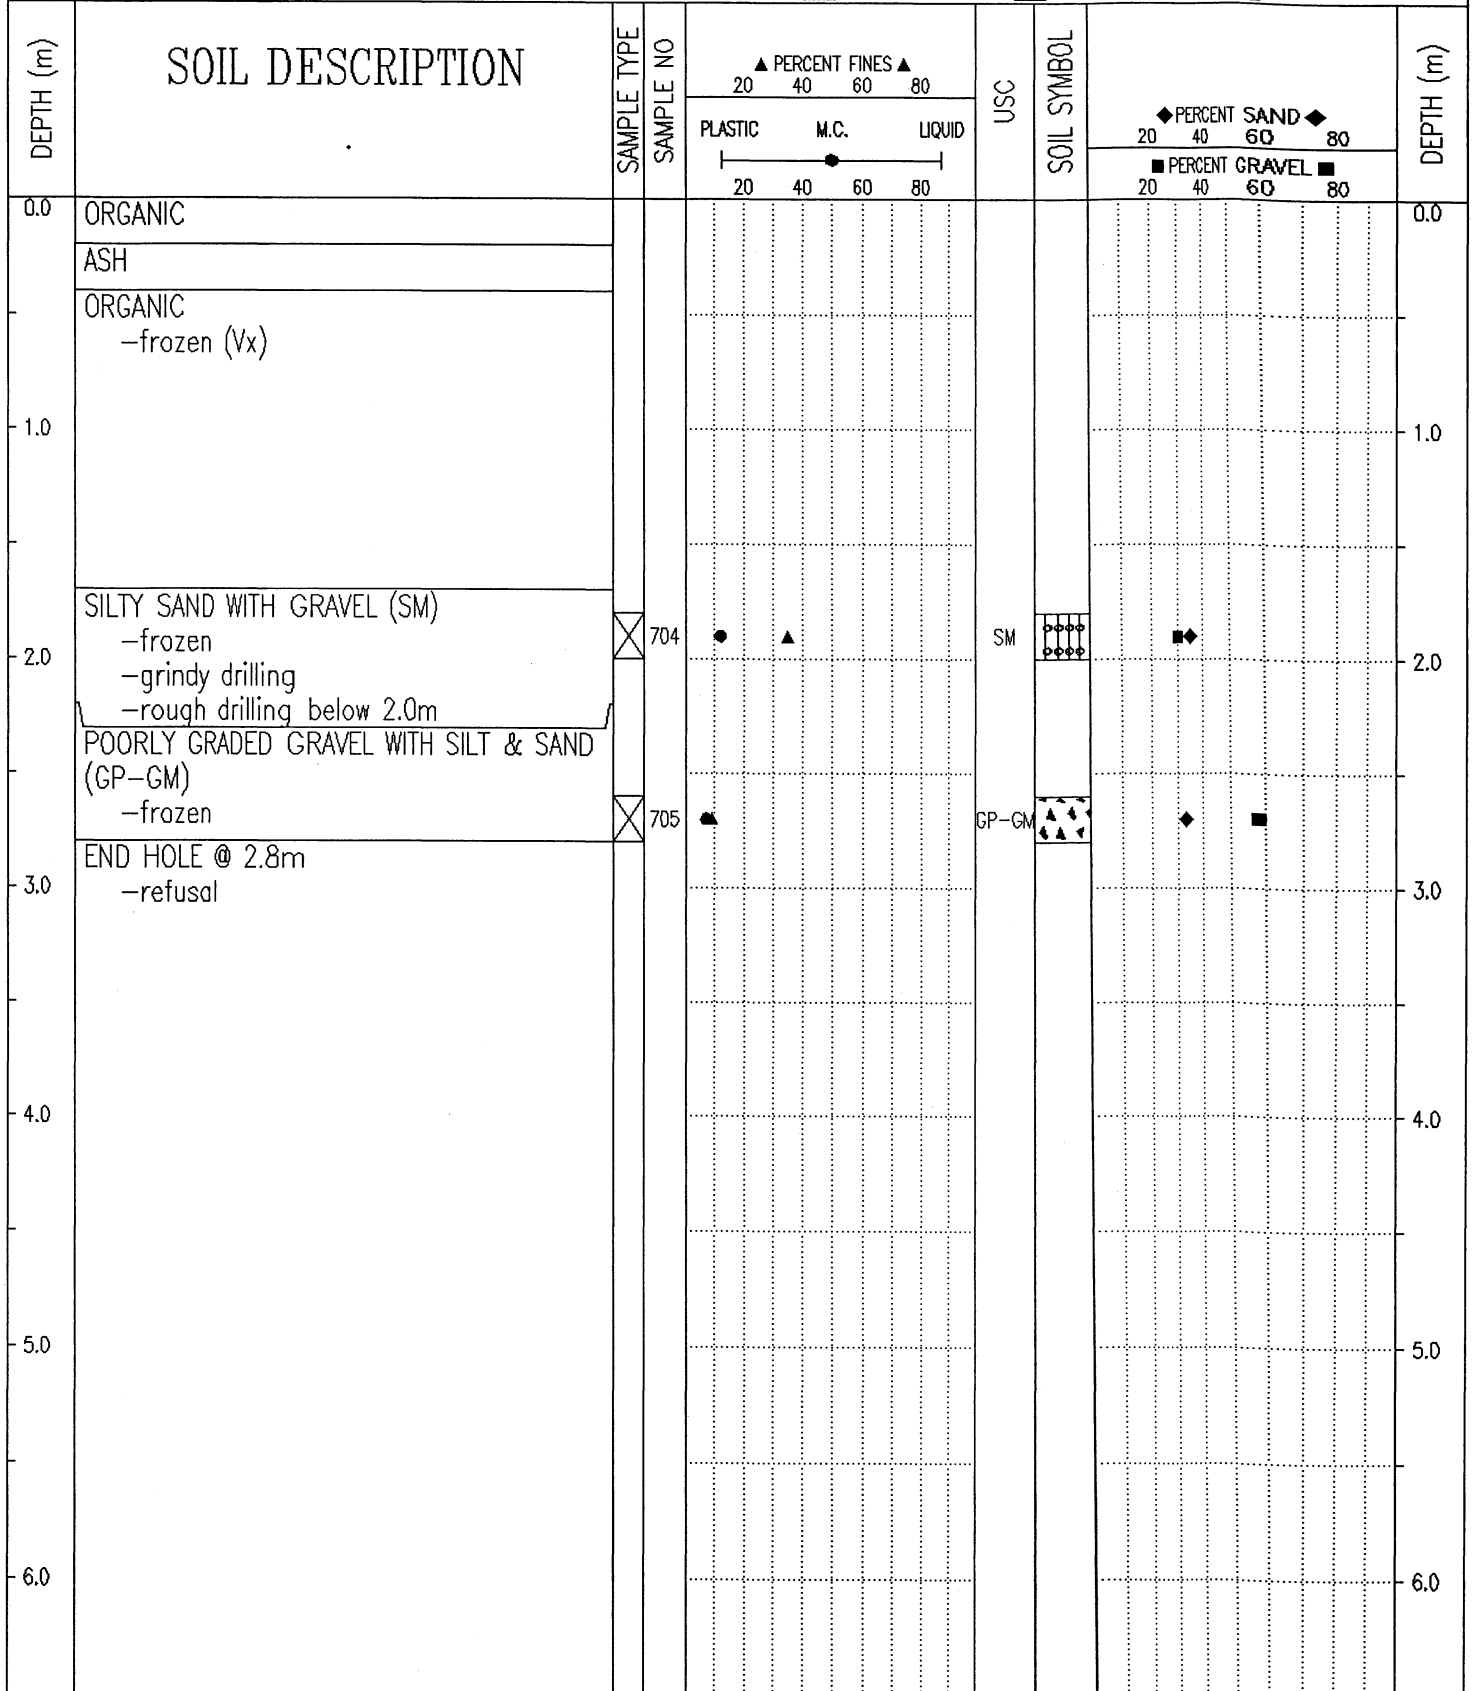 DEPTH (m)
SOIL DESCRIPTION
SAMPLE TYPE
SAMPLE NO
▲ PERCENT FINES ▲
20 40 60 80
PLASTIC M.C. LIQUID
20 40 60 80
USC
SOIL SYMBOL
◆PERCENT SAND◆
20 40 60 80
■PERCENT GRAVEL■
20 40 60 80
DEPTH (m)
0.0
ORGANIC
0.0
ASH
ORGANIC
-frozen (Vx)
1.0
1.0
SILTY SAND WITH GRAVEL (SM)
-frozen
704
SM
2.0
2.0
-grindy drilling
-rough drilling below 2.0m
POORLY GRADED GRAVEL WITH SILT & SAND
(GP-GM)
-frozen
705
GP-GM
END HOLE @ 2.8m
3.0
-refusal
3.0
4.0
4.0
5.0
5.0
6.0
6.0